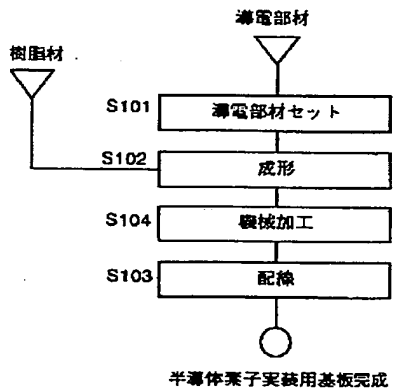 導電部材
樹脂材
S101
導電部材セット
S102
成形
S104
機械加工
S103
配線
半導体素子実装用基板完成